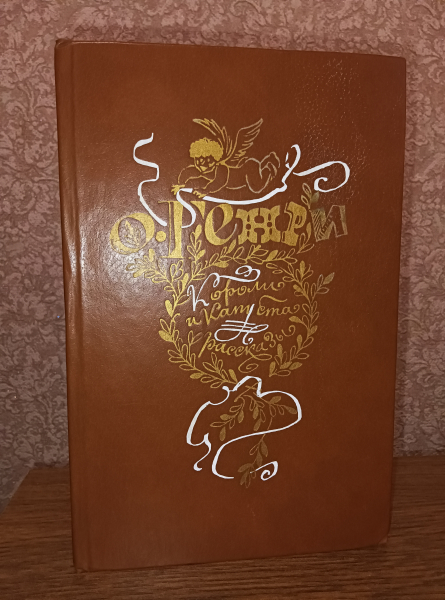 О. Генри
Короли
и капуста
рассказы